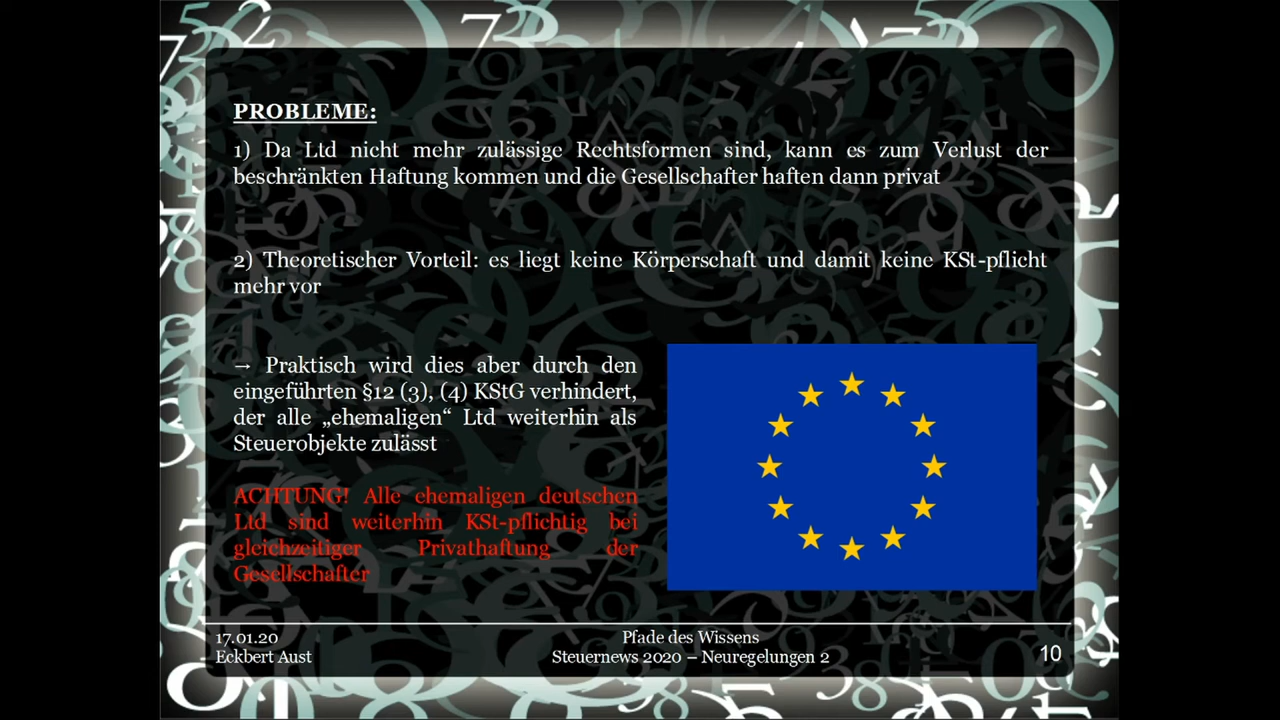 PROBLEME:
1) Da Ltd nicht mehr zulässige Rechtsformen sind, kann es zum Verlust der
beschränkten Haftung kommen und die Gesellschafter haften dann privat
2) Theoretischer Vorteil: es liegt keine Körperschaft und damit keine KSt-pflicht
mehr vor
→ Praktisch wird dies aber durch den
eingeführten §12 (3), (4) KStG verhindert,
der alle „ehemaligen“ Ltd weiterhin als
Steuerobjekte zulässt
ACHTUNG! Alle ehemaligen deutschen
Ltd sind weiterhin KSt-pflichtig bei
gleichzeitiger Privathaftung der
Gesellschafter
17.01.20
Eckbert Aust
Pfade des Wissens
Steuernews 2020 – Neuregelungen 2
10